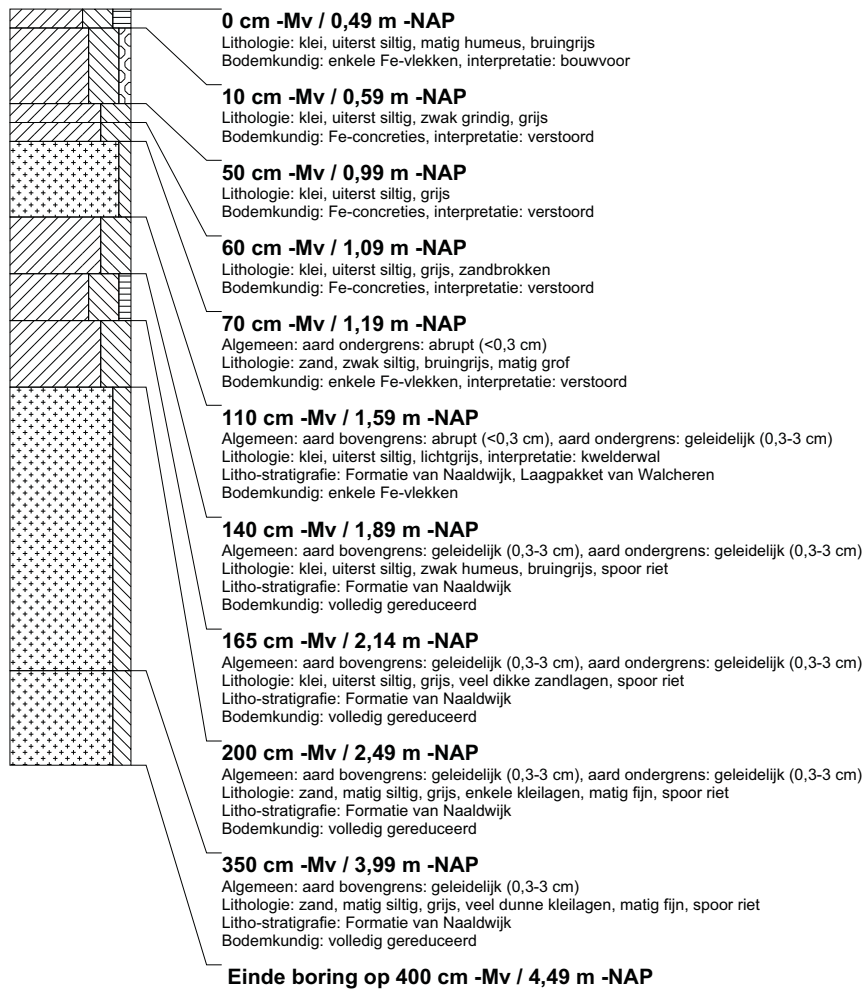 0 cm -Mv / 0,49 m -NAP
Lithologie: klei, uiterst siltig, matig humeus, bruingrijs
Bodemkundig: enkele Fe-vlekken, interpretatie: bouwvoor
10 cm -Mv / 0,59 m -NAP
Lithologie: klei, uiterst siltig, zwak grindig, grijs
Bodemkundig: Fe-concreties, interpretatie: verstoord
50 cm -Mv / 0,99 m -NAP
Lithologie: klei, uiterst siltig, grijs
Bodemkundig: Fe-concreties, interpretatie: verstoord
60 cm -Mv / 1,09 m -NAP
Lithologie: klei, uiterst siltig, grijs, zandbrokken
Bodemkundig: Fe-concreties, interpretatie: verstoord
70 cm -Mv / 1,19 m -NAP
Algemeen: aard ondergrens: abrupt (<0,3 cm)
Lithologie: zand, zwak siltig, bruingrijs, matig grof
Bodemkundig: enkele Fe-vlekken, interpretatie: verstoord
110 cm -Mv / 1,59 m -NAP
Algemeen: aard bovengrens: abrupt (<0,3 cm), aard ondergrens: geleidelijk (0,3-3 cm)
Lithologie: klei, uiterst siltig, lichtgrijs, interpretatie: kwelderwal
Litho-stratigrafie: Formatie van Naaldwijk, Laagpakket van Walcheren
Bodemkundig: enkele Fe-vlekken
140 cm -Mv / 1,89 m -NAP
Algemeen: aard bovengrens: geleidelijk (0,3-3 cm), aard ondergrens: geleidelijk (0,3-3 cm)
Lithologie: klei, uiterst siltig, zwak humeus, bruingrijs, spoor riet
Litho-stratigrafie: Formatie van Naaldwijk
Bodemkundig: volledig gereduceerd
165 cm -Mv / 2,14 m -NAP
Algemeen: aard bovengrens: geleidelijk (0,3-3 cm), aard ondergrens: geleidelijk (0,3-3 cm)
Lithologie: klei, uiterst siltig, grijs, veel dikke zandlagen, spoor riet
Litho-stratigrafie: Formatie van Naaldwijk
Bodemkundig: volledig gereduceerd
200 cm -Mv / 2,49 m -NAP
Algemeen: aard bovengrens: geleidelijk (0,3-3 cm), aard ondergrens: geleidelijk (0,3-3 cm)
Lithologie: zand, matig siltig, grijs, enkele kleilagen, matig fijn, spoor riet
Litho-stratigrafie: Formatie van Naaldwijk
Bodemkundig: volledig gereduceerd
350 cm -Mv / 3,99 m -NAP
Algemeen: aard bovengrens: geleidelijk (0,3-3 cm)
Lithologie: zand, matig siltig, grijs, veel dunne kleilagen, matig fijn, spoor riet
Litho-stratigrafie: Formatie van Naaldwijk
Bodemkundig: volledig gereduceerd
Einde boring op 400 cm -Mv / 4,49 m -NAP